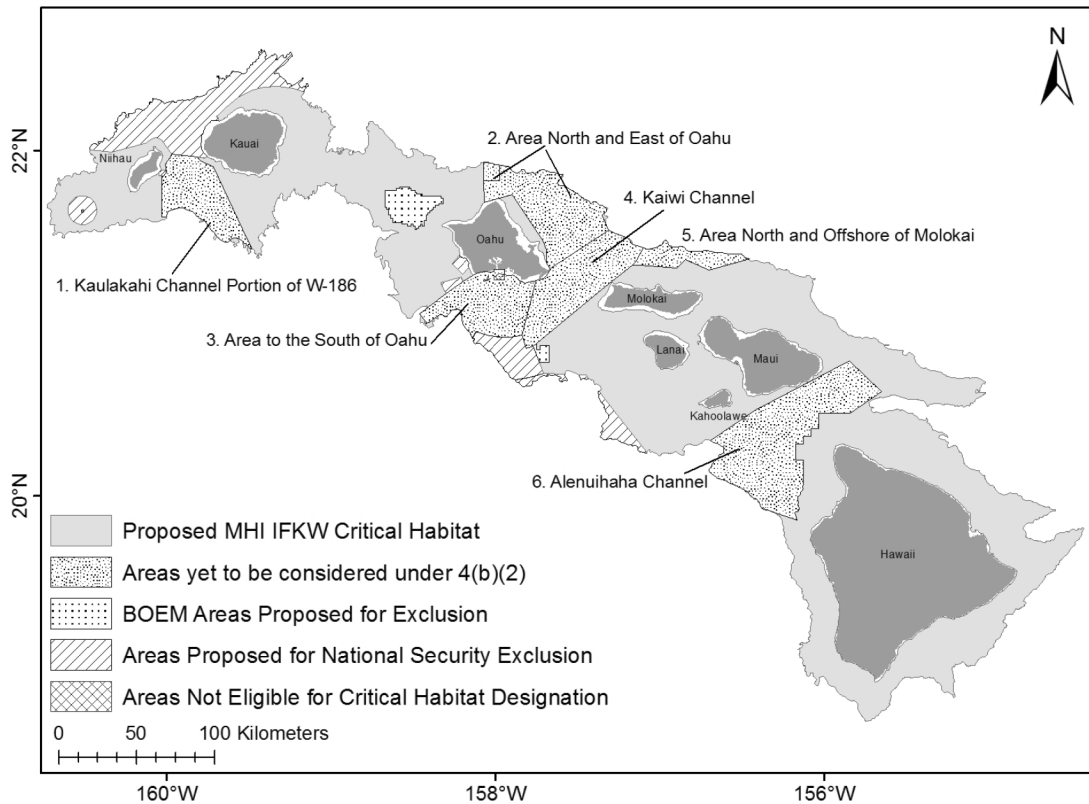 N
22°N
20°N
Niihau
Kauai
2. Area North and East of Oahu
4. Kaiwi Channel
5. Area North and Offshore of Molokai
Oahu
1. Kaulakahi Channel Portion of W-186
Molokai
3. Area to the South of Oahu
Lanai
Maui
Kahoolawe
6. Alenuihaha Channel
Hawaii
Proposed MHI IFKW Critical Habitat
Areas yet to be considered under 4(b)(2)
BOEM Areas Proposed for Exclusion
Areas Proposed for National Security Exclusion
Areas Not Eligible for Critical Habitat Designation
0 50 100 Kilometers
160°W 158°W 156°W